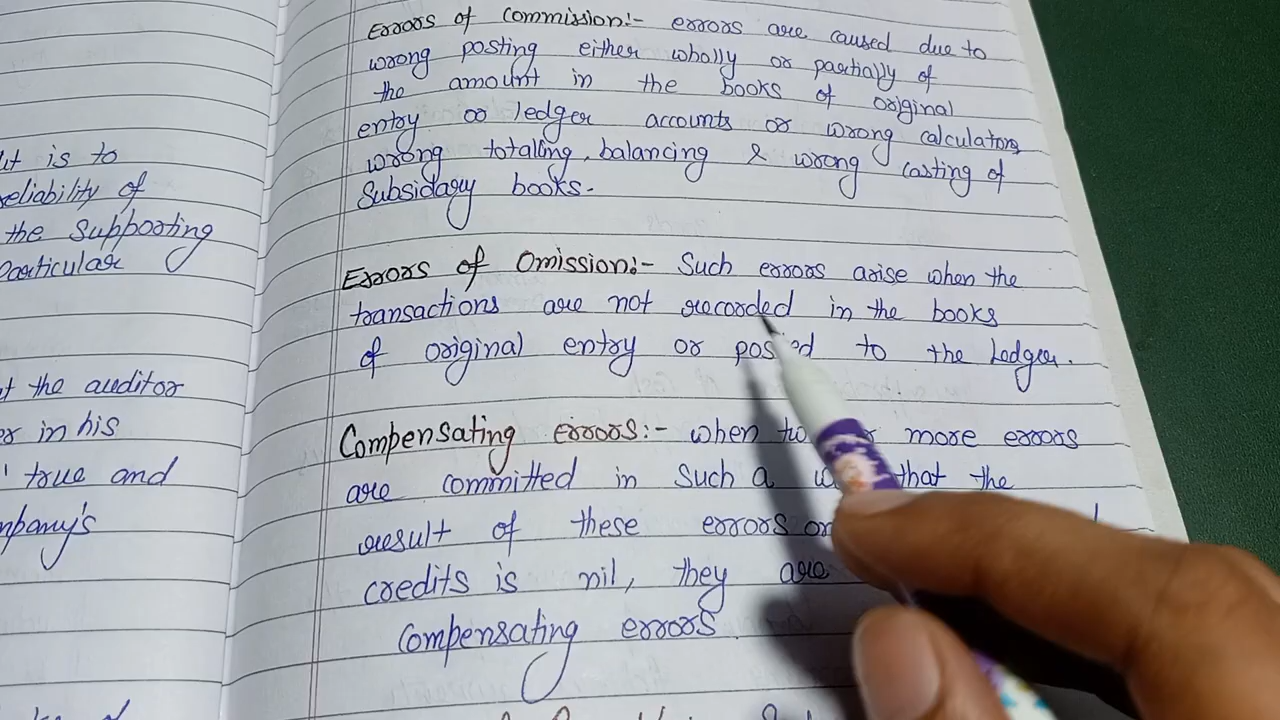 ut is to
reliability of
the Supporting
Particular
t the auditor
er in his
true and
mpany's
Errors of Commission:- errors are caused due to
wrong posting either wholly or partially of
the amount in the books of original
entry or ledger accounts or wrong calculations
wrong totaling, balancing & wrong casting of
Subsidary books.
Errors of Omission:- Such errors arise when the
transactions are not recorded in the books
of original entry or posted to the Ledger.
Compensating errors:- when two or more errors
are committed in Such a that the
result of these errors on
credits is nil, they are
Compensating errors